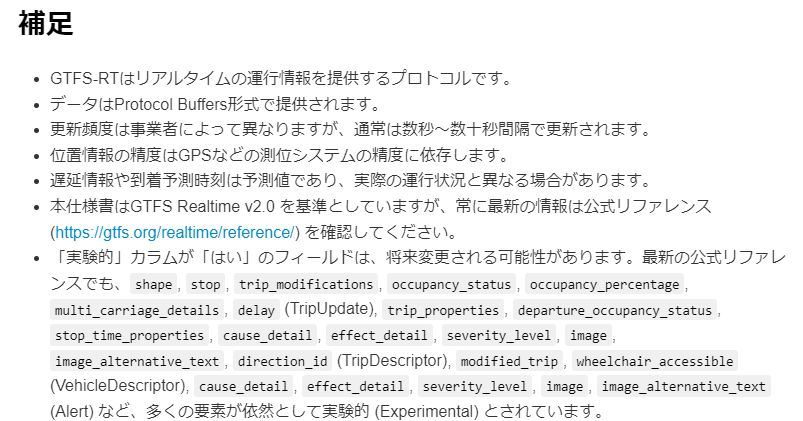 補足
GTFS-RTはリアルタイムの運行情報を提供するプロトコルです。
データはProtocol Buffers形式で提供されます。
更新頻度は事業者によって異なりますが、通常は数秒～数十秒間隔で更新されます。
位置情報の精度はGPSなどの測位システムの精度に依存します。
遅延情報や到着予測時刻は予測値であり、実際の運行状況と異なる場合があります。
本仕様書はGTFS Realtime v2.0 を基準としていますが、常に最新の情報は公式リファレンス
(https://gtfs.org/realtime/reference/) を確認してください。
「実験的」カラムが「はい」のフィールドは、将来変更される可能性があります。最新の公式リファレ
ンスでも、shape, stop, trip_modifications, occupancy_status, occupancy_percentage,
multi_carriage_details, delay (TripUpdate), trip_properties, departure_occupancy_status,
stop_time_properties, cause_detail, effect_detail, severity_level, image,
image_alternative_text, direction_id (TripDescriptor), modified_trip, wheelchair_accessible
(VehicleDescriptor), cause_detail, effect_detail, severity_level, image, image_alternative_text
(Alert) など、多くの要素が依然として実験的 (Experimental) とされています。